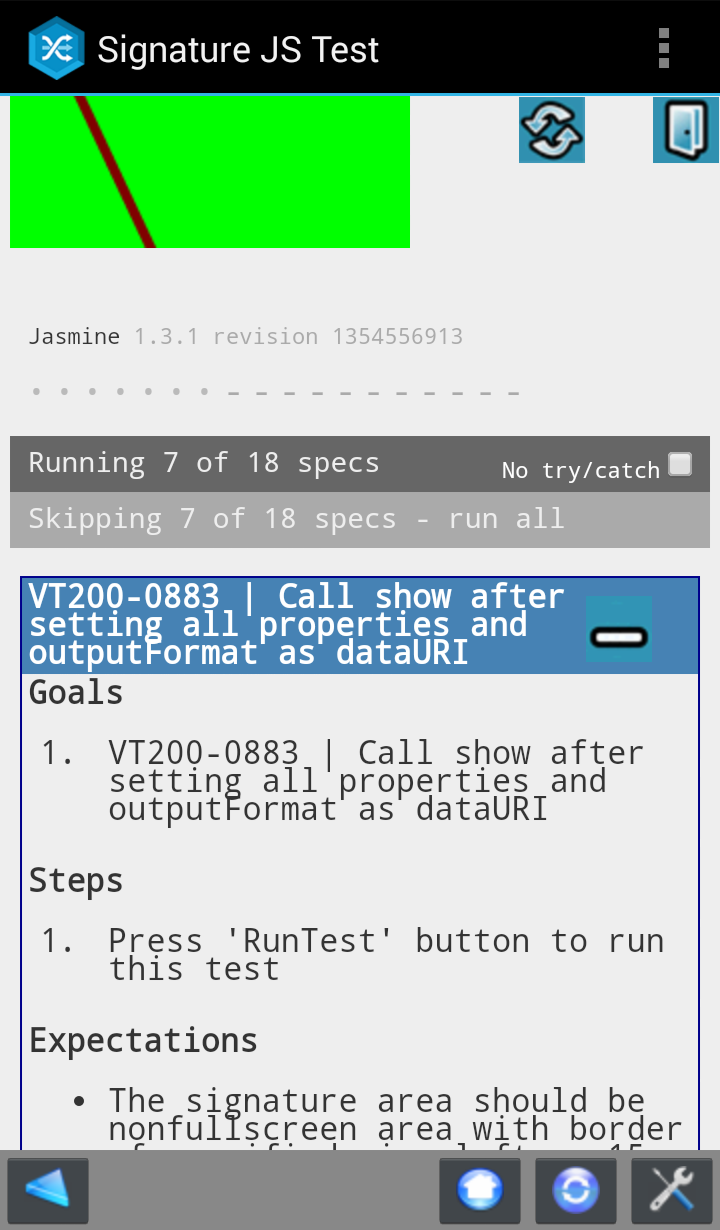 Signature JS Test
Jasmine 1.3.1 revision 1354556913
Running 7 of 18 specs
No try/catch
Skipping 7 of 18 specs - run all
VT200-0883 | Call show after
setting all properties and
outputFormat as dataURI
Goals
1. VT200-0883 | Call show after
setting all properties and
outputFormat as dataURI
Steps
1. Press 'RunTest' button to run
this test
Expectations
• The signature area should be
nonfullscreen area with border